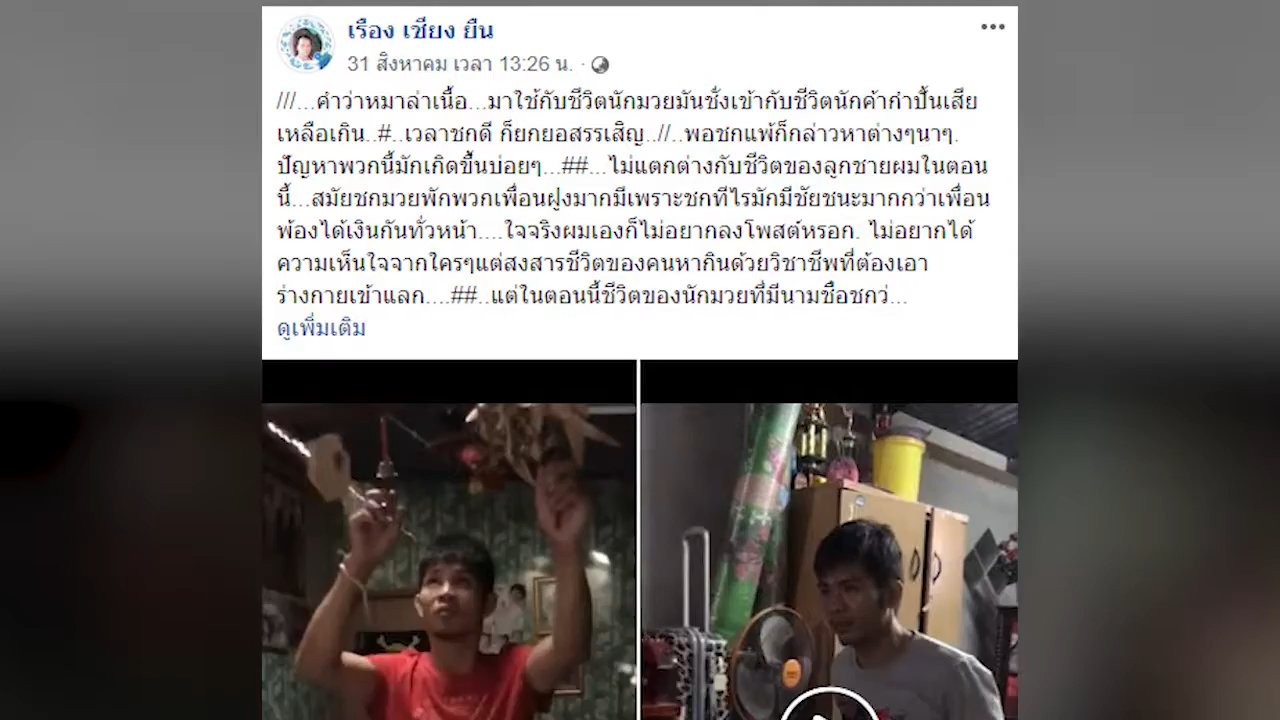 เรือง เชียง ยืน
31 สิงหาคม เวลา 13:26 น. ·
///...คำว่าหมาล่าเนื้อ...มาใช้กับชีวิตนักมวยมันชั่งเข้ากับชีวิตนักค้ากำปั้นเสีย
เหลือเกิน..#..เวลาชกดี ก็ยกยอสรรเสิญ..//..พอชกแพ้ก็กล่าวหาต่างๆนาๆ.
ปัญหาพวกนี้มักเกิดขึ้นบ่อยๆ...##...ไม่แตกต่างกับชีวิตของลูกชายผมในตอน
นี้...สมัยชกมวยพักพวกเพื่อนฝูงมากมีเพราะชกทีไรมักมีชัยชนะมากกว่าเพื่อน
พ้องได้เงินกันทั่วหน้า....ใจจริงผมเองก็ไม่อยากลงโพสต์หรอก. ไม่อยากได้
ความเห็นใจจากใครๆแต่สงสารชีวิตของคนหากินด้วยวิชาชีพที่ต้องเอา
ร่างกายเข้าแลก....##..แต่ในตอนนี้ชีวิตของนักมวยที่มีนามชื่อชกว่...
ดูเพิ่มเติม